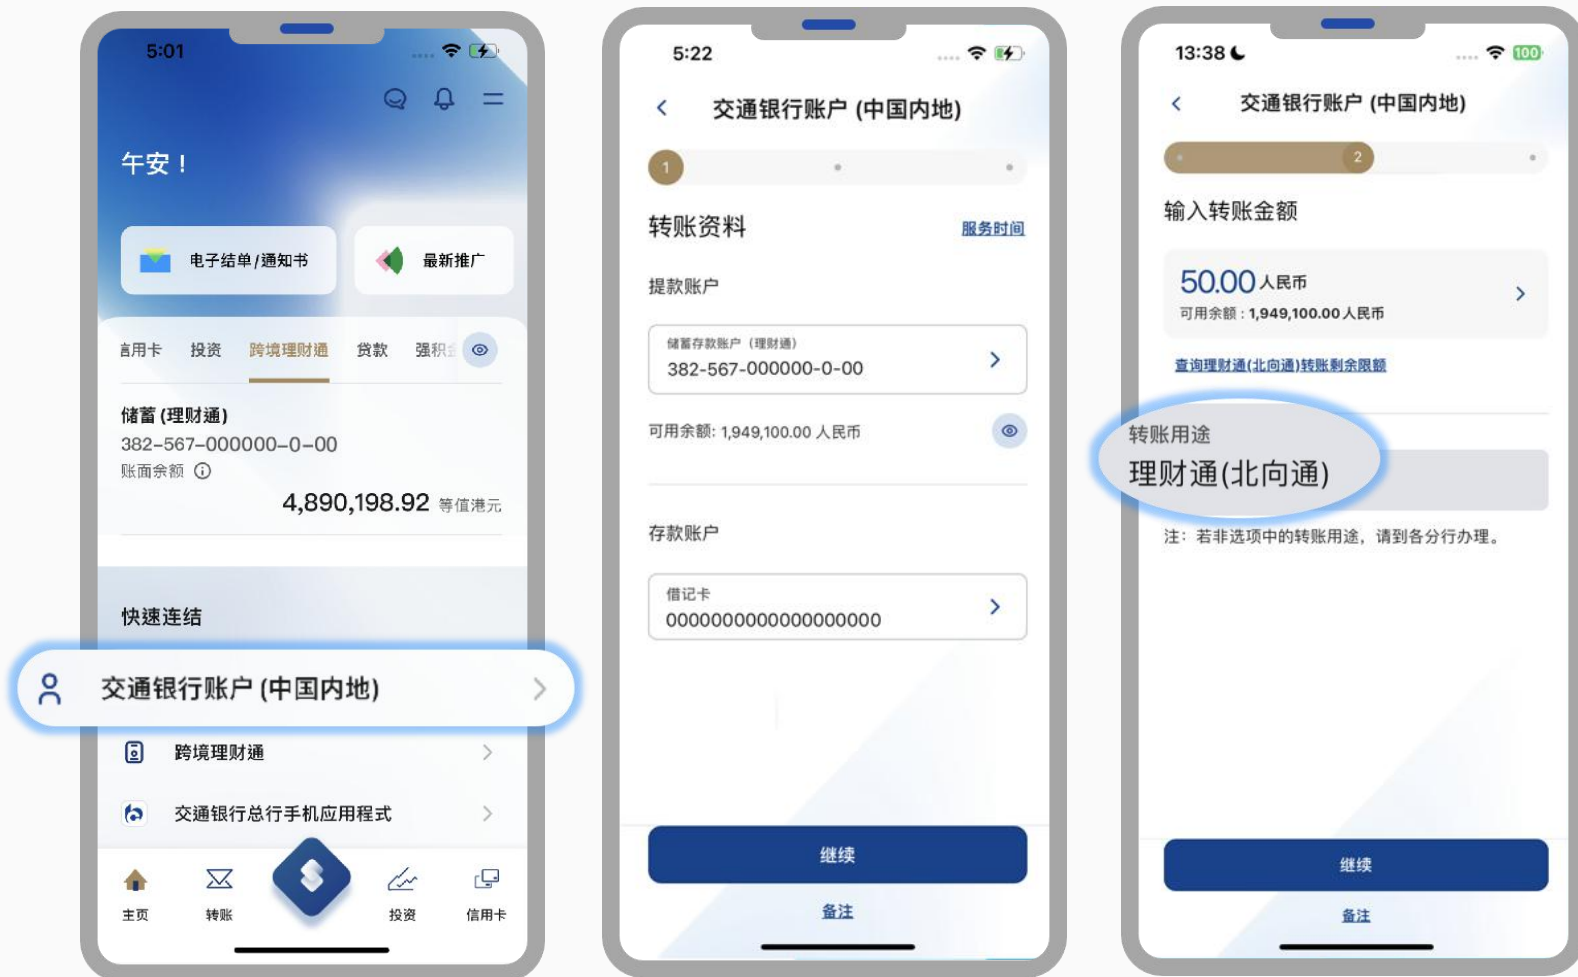 5:01
午安！
电子结单/通知书
最新推广
信用卡 投资 跨境理财通 贷款 强积
储蓄 (理财通)
382-567-000000-0-00
账面余额
4,890,198.92 等值港元
快速连结
交通银行账户 (中国内地)
跨境理财通
交通银行总行手机应用程式
主页 转账 投资 信用卡
5:22
交通银行账户 (中国内地)
1
转账资料 服务时间
提款账户
储蓄存款账户（理财通）
382-567-000000-0-00
可用余额: 1,949,100.00 人民币
存款账户
借记卡
0000000000000000000
继续
备注
13:38 100
交通银行账户 (中国内地)
2
输入转账金额
50.00 人民币
可用余额 : 1,949,100.00 人民币
查询理财通(北向通)转账剩余限额
转账用途
理财通(北向通)
注：若非选项中的转账用途，请到各分行办理。
继续
备注